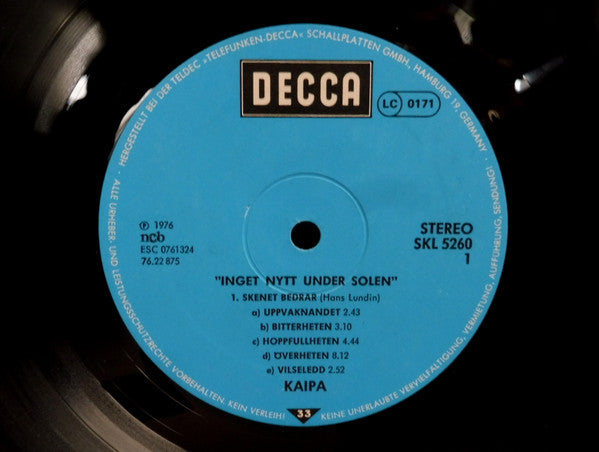 HERGESTELLT BEI DER TELDEC »TELEFUNKEN-DECCA« SCHALLPLATTEN GMBH, HAMBURG 19, GERMANY ·
DECCA
LC 0171
℗ 1976
ncb
ESC 0761324
76.22 875
STEREO
SKL 5260
1
"INGET NYTT UNDER SOLEN"
1. SKENET BEDRAR (Hans Lundin)
a) UPPVAKNANDET 2.43
b) BITTERHETEN 3.10
c) HOPPFULLHETEN 4.44
d) ÖVERHETEN 8.12
e) VILSELEDD 2.52
KAIPA
33
· ALLE URHEBER- UND LEISTUNGSSCHUTZRECHTE VORBEHALTEN. KEIN VERLEIH!
KEINE UNERLAUBTE VERVIELFÄLTIGUNG, VERMIETUNG, AUFFÜHRUNG, SENDUNG!